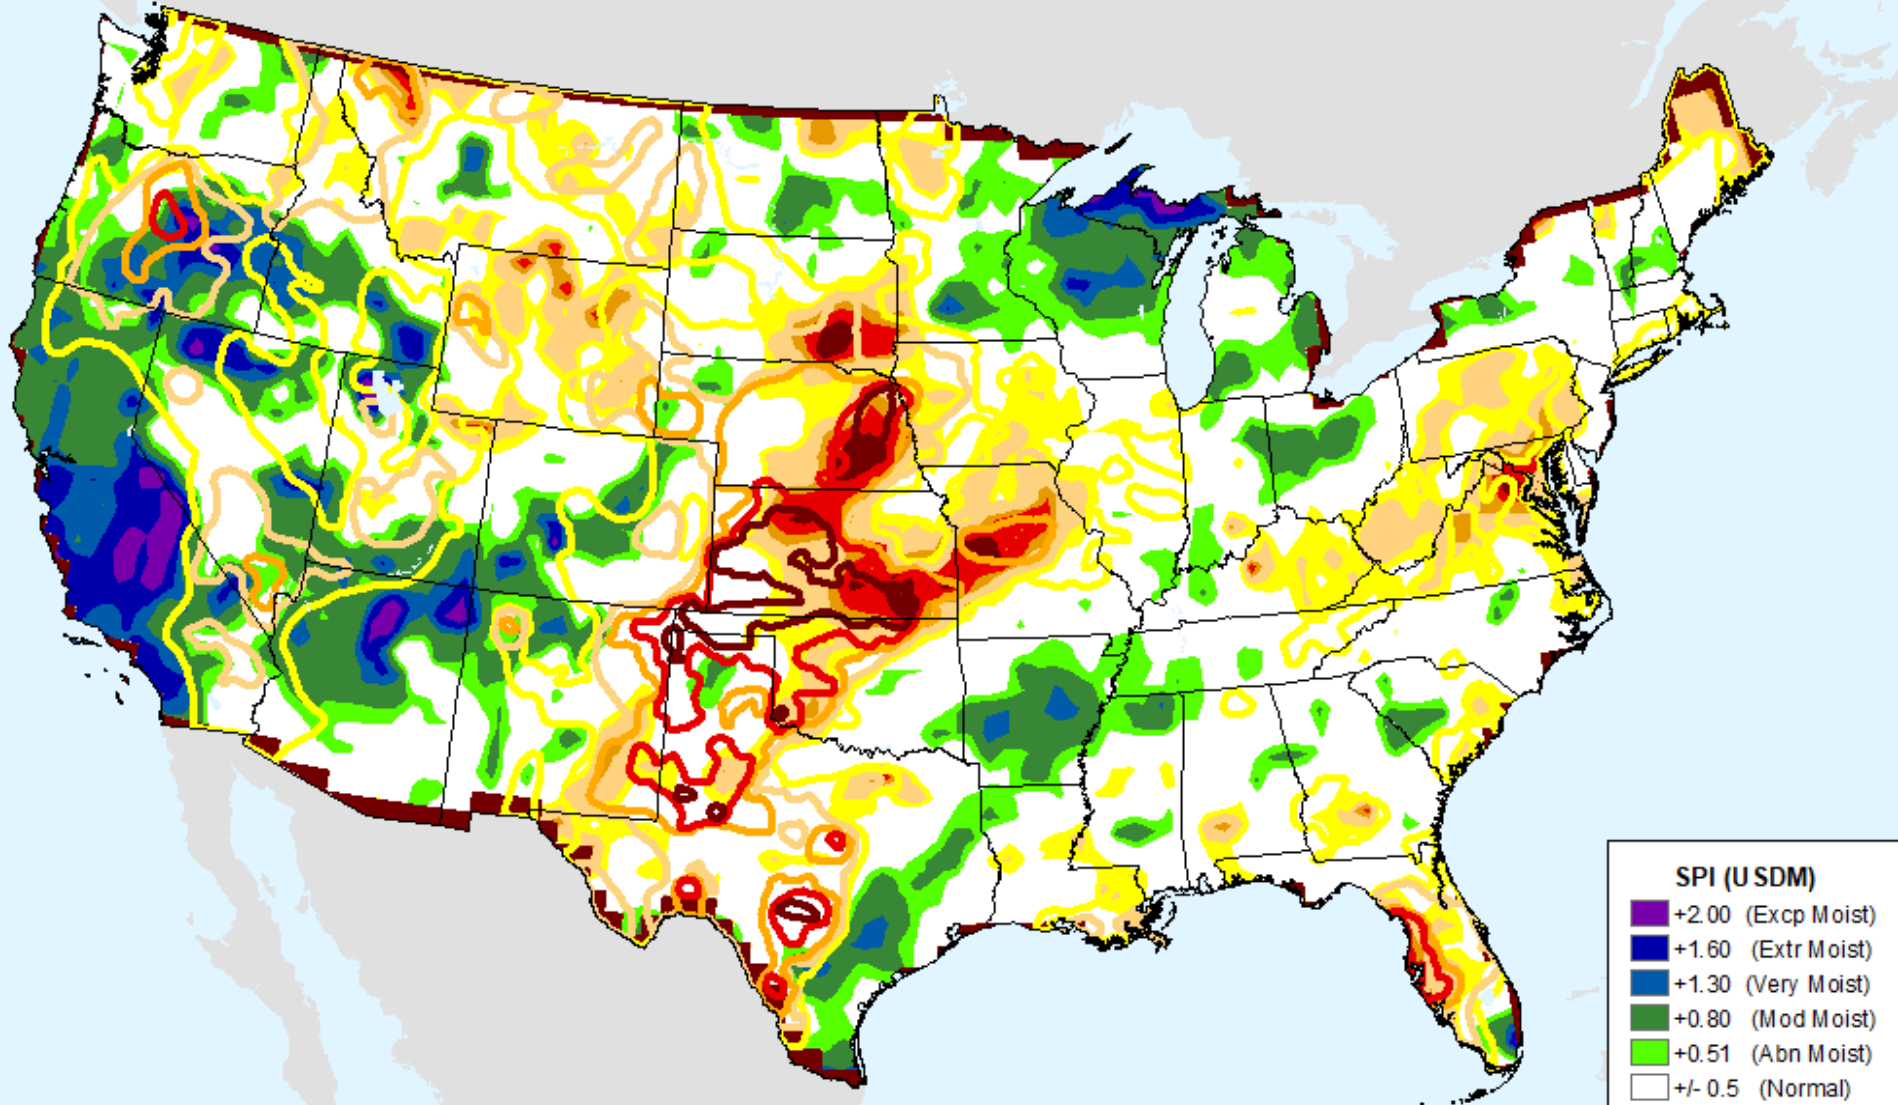 SPI (USDM)
+2.00 (Excp Moist)
+1.60 (Extr Moist)
+1.30 (Very Moist)
+0.80 (Mod Moist)
+0.51 (Abn Moist)
+/- 0.5 (Normal)